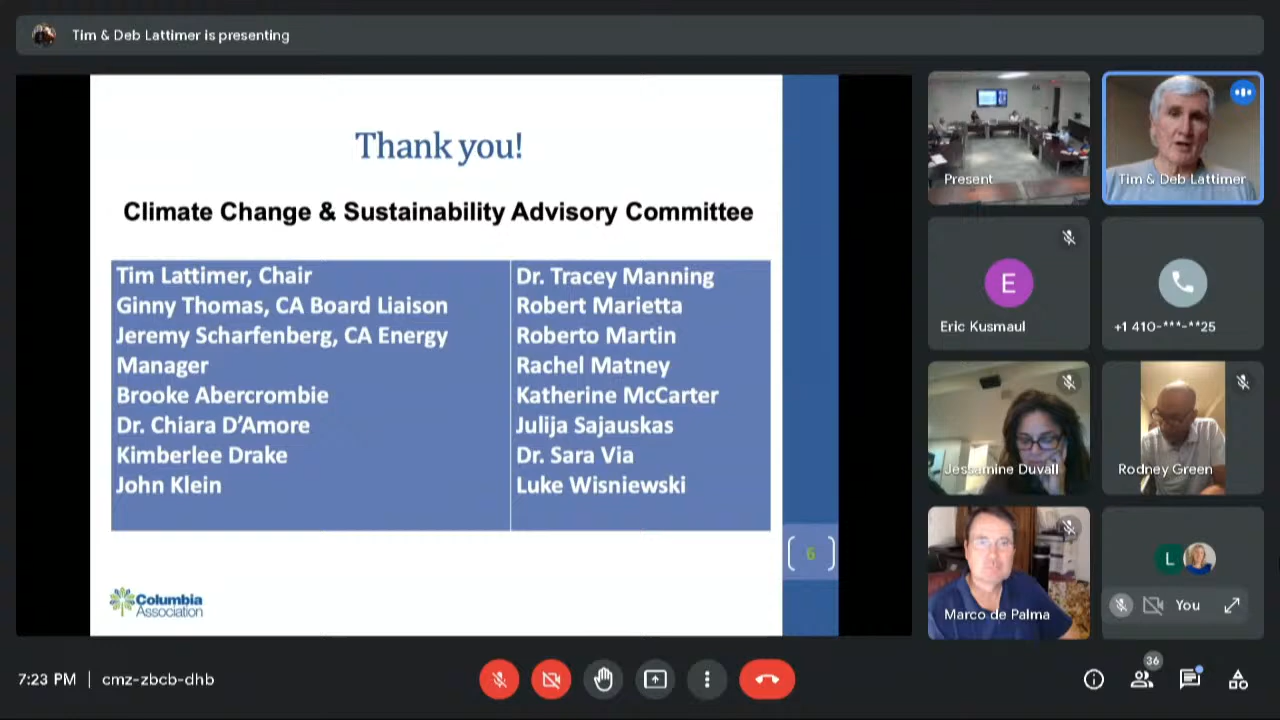 Tim & Deb Lattimer is presenting
Thank you!
Climate Change & Sustainability Advisory Committee
Tim Lattimer, Chair
Ginny Thomas, CA Board Liaison
Jeremy Scharfenberg, CA Energy
Manager
Brooke Abercrombie
Dr. Chiara D’Amore
Kimberlee Drake
John Klein
Dr. Tracey Manning
Robert Marietta
Roberto Martin
Rachel Matney
Katherine McCarter
Julija Sajauskas
Dr. Sara Via
Luke Wisniewski
6
Columbia
Association
Present
Tim & Deb Lattimer
E
Eric Kusmaul
+1 410-***-**25
Jessamine Duvall
Rodney Green
Marco de Palma
L
You
7:23 PM | cmz-zbcb-dhb
36